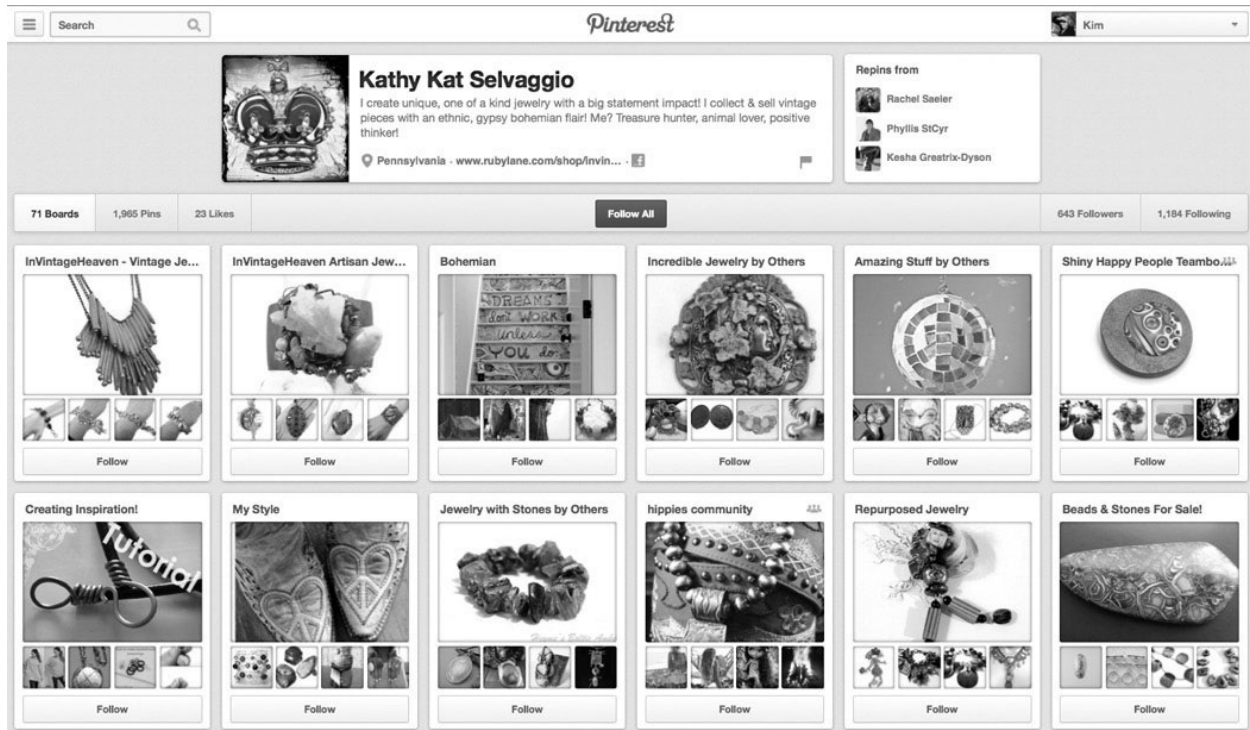 Search
Pinterest
Kim
Kathy Kat Selvaggio
I create unique, one of a kind jewelry with a big statement impact! I collect & sell vintage
pieces with an ethnic, gypsy bohemian flair! Me? Treasure hunter, animal lover, positive
thinker!
Pennsylvania - www.rubylane.com/shop/invin... -
Repins from
Rachel Saeler
Phyllis StCyr
Kesha Greatrix-Dyson
71 Boards
1,965 Pins
23 Likes
Follow All
643 Followers
1,184 Following
InVintageHeaven - Vintage Je...
InVintageHeaven Artisan Jew...
Bohemian
Incredible Jewelry by Others
Amazing Stuff by Others
Shiny Happy People Teambo...
DREAMS
don't WORK
unless
YOU do
Follow
Follow
Follow
Follow
Follow
Follow
Creating Inspiration!
My Style
Jewelry with Stones by Others
hippies community
Repurposed Jewelry
Beads & Stones For Sale!
Tutorial
Follow
Follow
Follow
Follow
Follow
Follow